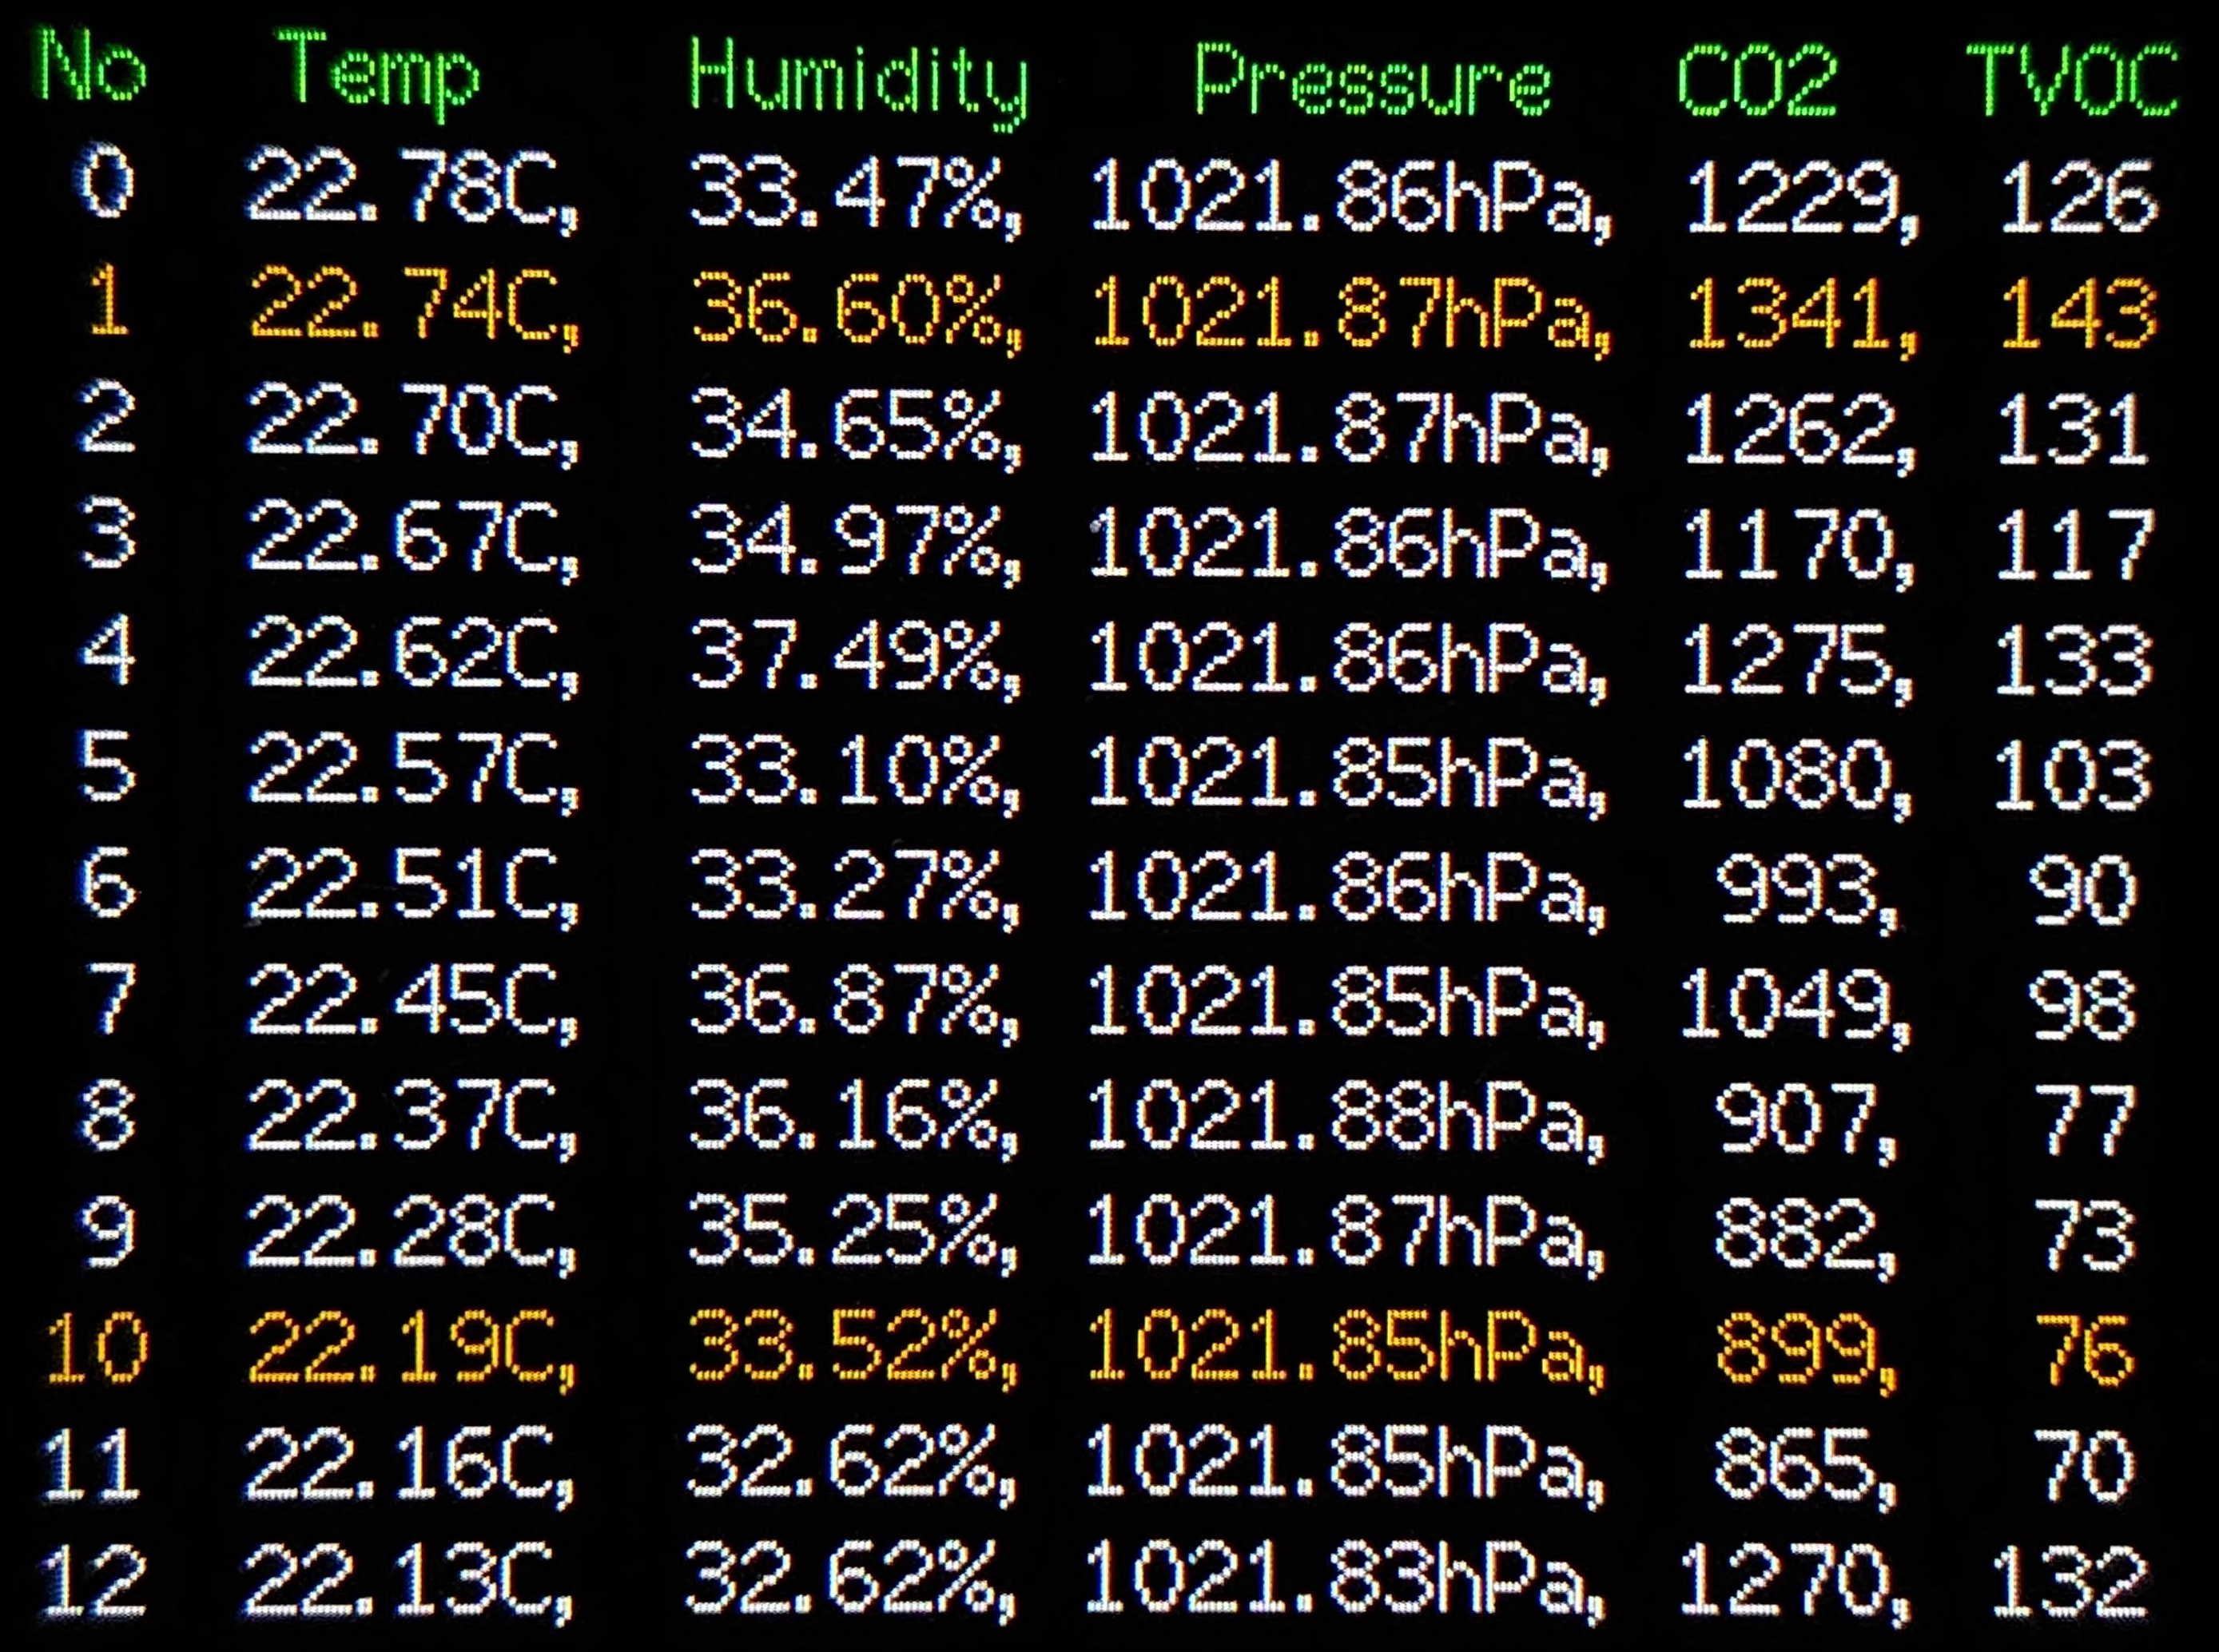 No Temp Humidity Pressure CO2 TVOC
0 22.78C, 33.47%, 1021.86hPa, 1229, 126
1 22.74C, 36.60%, 1021.87hPa, 1341, 143
2 22.70C, 34.65%, 1021.87hPa, 1262, 131
3 22.67C, 34.97%, 1021.86hPa, 1170, 117
4 22.62C, 37.49%, 1021.86hPa, 1275, 133
5 22.57C, 33.10%, 1021.85hPa, 1080, 103
6 22.51C, 33.27%, 1021.86hPa, 993, 90
7 22.45C, 36.87%, 1021.85hPa, 1049, 98
8 22.37C, 36.16%, 1021.88hPa, 907, 77
9 22.28C, 35.25%, 1021.87hPa, 882, 73
10 22.19C, 33.52%, 1021.85hPa, 899, 76
11 22.16C, 32.62%, 1021.85hPa, 865, 70
12 22.13C, 32.62%, 1021.83hPa, 1270, 132